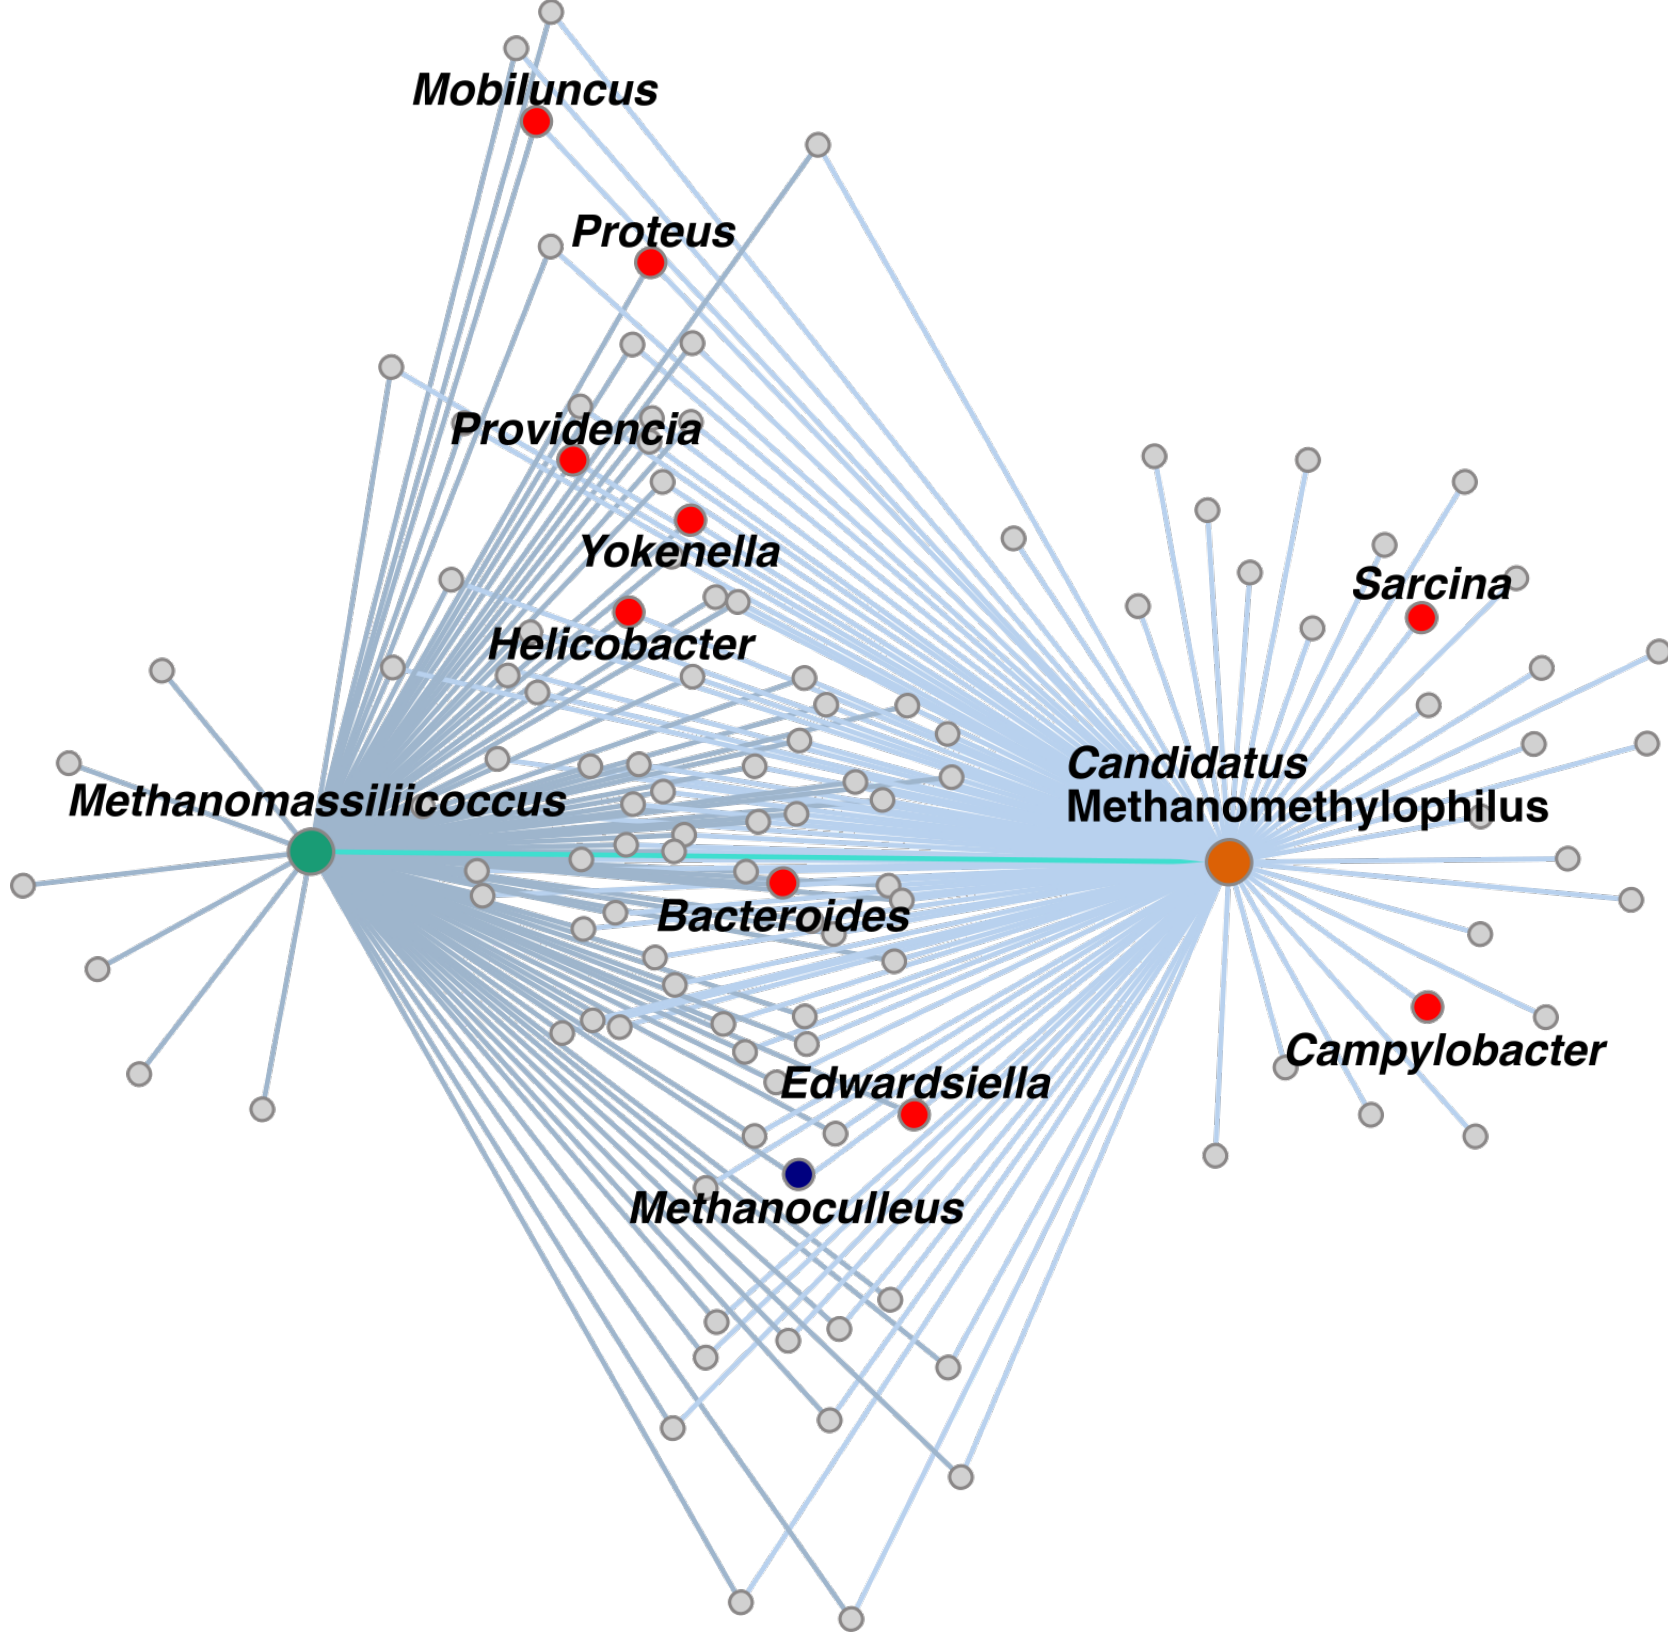 Mobiluncus
Proteus
Providencia
Yokenella
Sarcina
Helicobacter
Candidatus
Methanomethylophilus
Methanomassiliicoccus
Bacteroides
Campylobacter
Edwardsiella
Methanoculleus